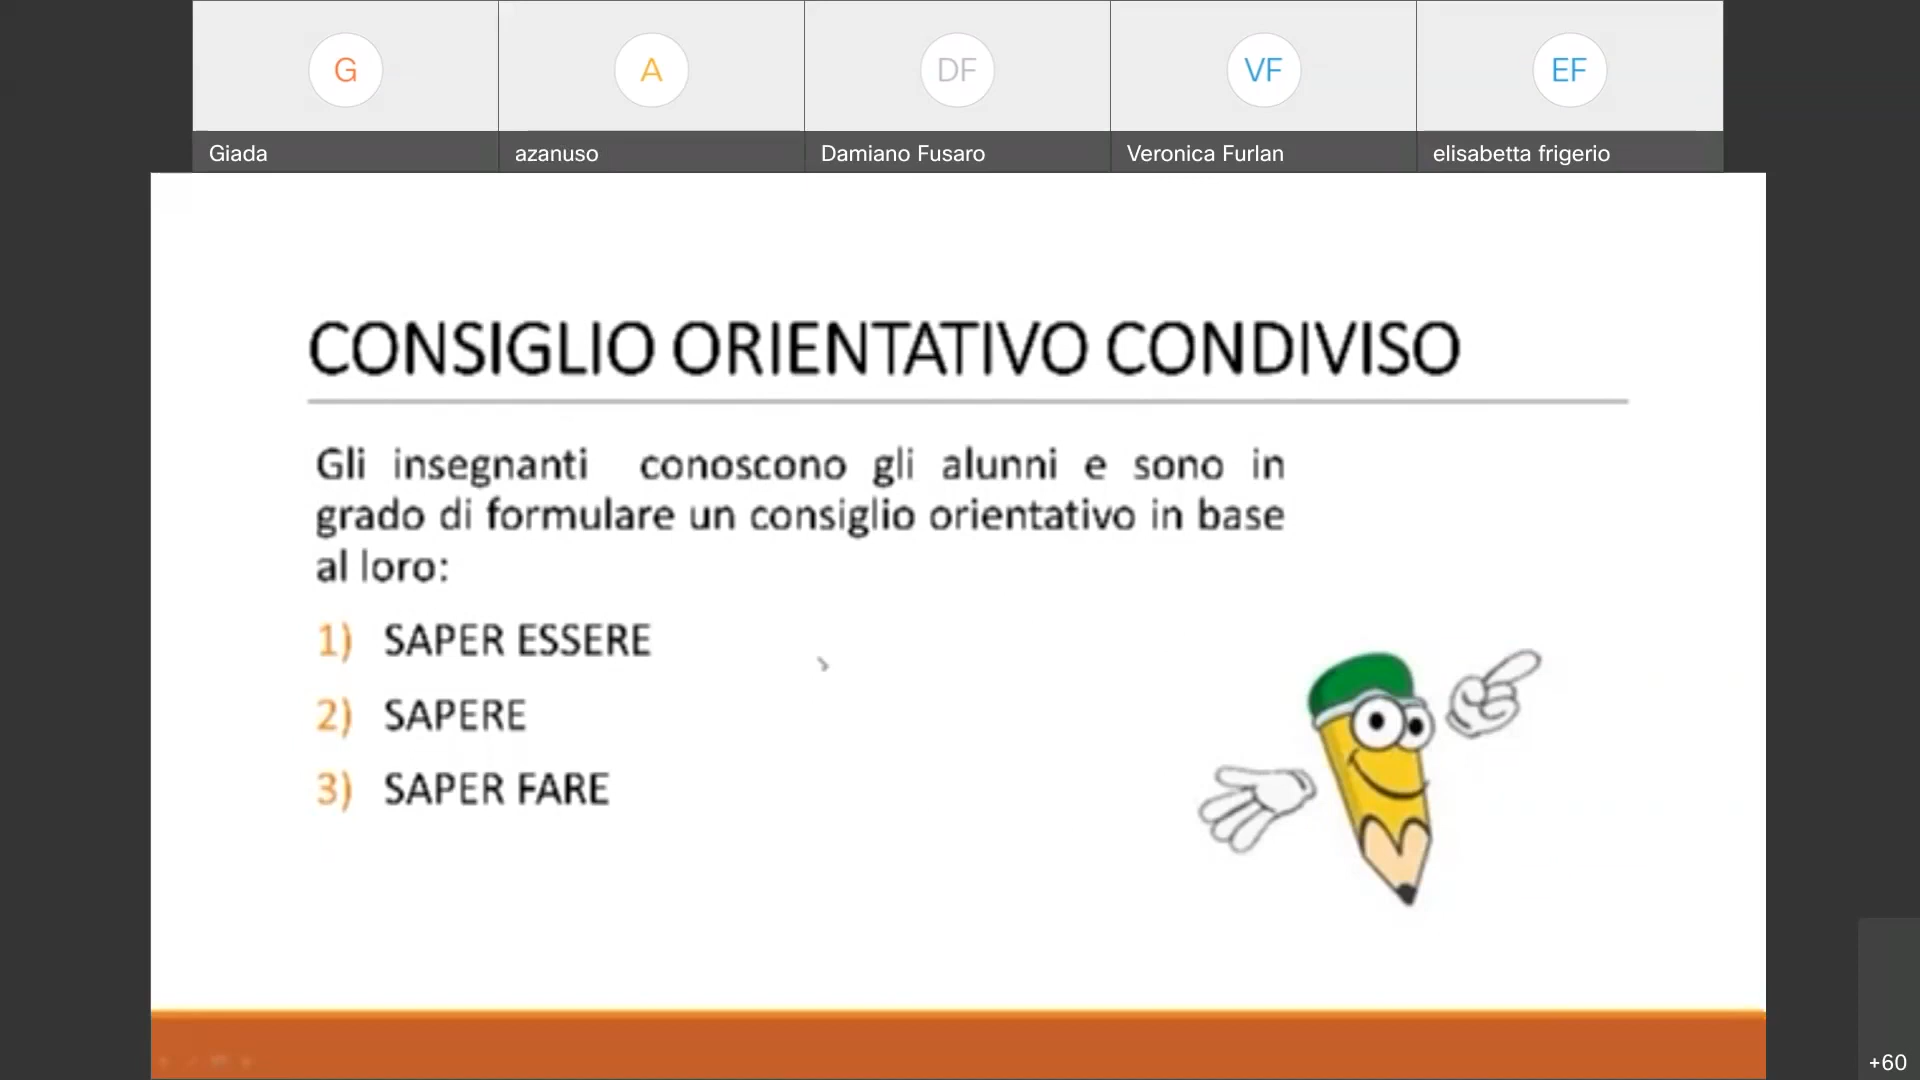 G
A
DF
VF
EF
Giada
azanuso
Damiano Fusaro
Veronica Furlan
elisabetta frigerio
CONSIGLIO ORIENTATIVO CONDIVISO
Gli insegnanti conoscono gli alunni e sono in
grado di formulare un consiglio orientativo in base
al loro:
1) SAPER ESSERE
2) SAPERE
3) SAPER FARE
+60